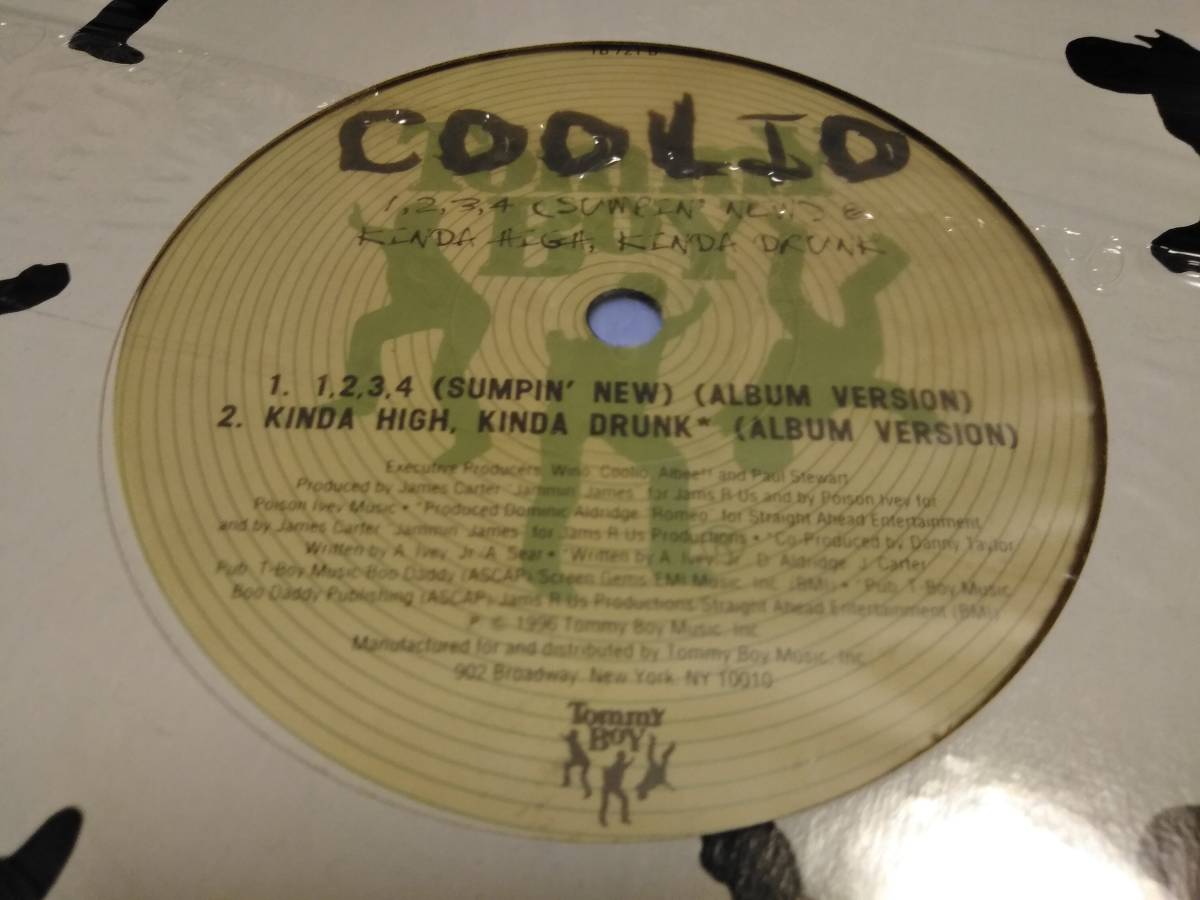 TB 721 B
COOLIO
1,2,3,4 (SUMPIN' NEW) &
KINDA HIGH, KINDA DRUNK
Tommy
BOY
1. 1,2,3,4 (SUMPIN' NEW) (ALBUM VERSION)
2. KINDA HIGH, KINDA DRUNK* (ALBUM VERSION)
Executive Producers: Wino, Coolio, and Paul Stewart
Produced by James Carter "Jammin' James" for Jams R Us and by Poison Ivey for
Poison Ivey Music • *Produced Dominic Aldridge "Romeo" for Straight Ahead Entertainment
and by James Carter "Jammin' James" for Jams R Us Productions • *Co-Produced by Danny Taylor
Written by A. Ivey, Jr./A. Sear • *Written by A. Ivey, Jr., D. Aldridge, J. Carter
Pub. T-Boy Music/Boo Daddy (ASCAP)/Screen Gems EMI Music, Inc. (BMI) • *Pub. T-Boy Music,
Boo Daddy Publishing (ASCAP)/Jams R Us Productions/Straight Ahead Entertainment (BMI)
℗ © 1996 Tommy Boy Music, Inc.
Manufactured for and distributed by Tommy Boy Music, Inc.
902 Broadway, New York, NY 10010
Tommy
BOY